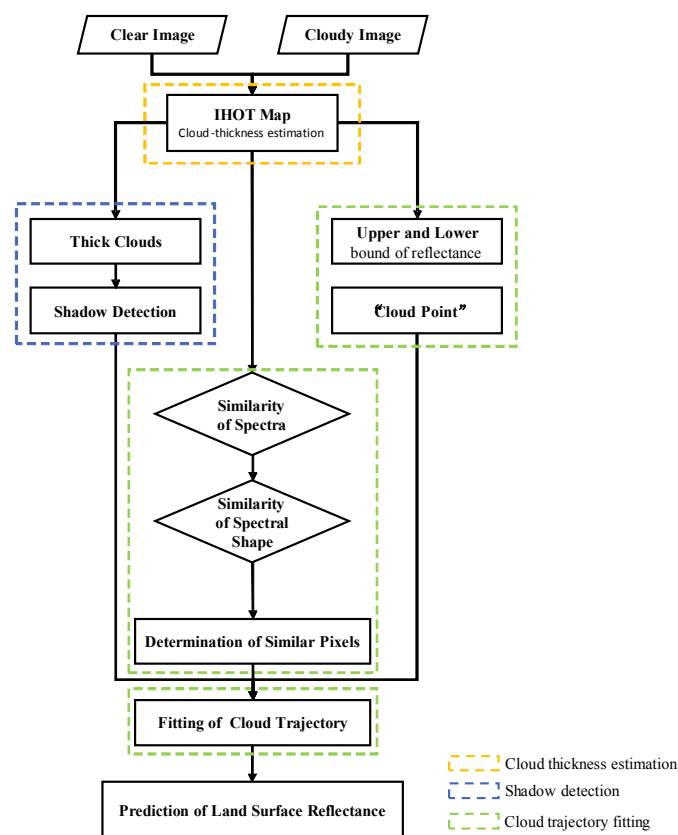 Clear Image
Cloudy Image
IHOT Map
Cloud-thickness estimation
Thick Clouds
Shadow Detection
Upper and Lower
bound of reflectance
“Cloud Point”
Similarity
of Spectra
Similarity
of Spectral
Shape
Determination of Similar Pixels
Fitting of Cloud Trajectory
Prediction of Land Surface Reflectance
Cloud thickness estimation
Shadow detection
Cloud trajectory fitting